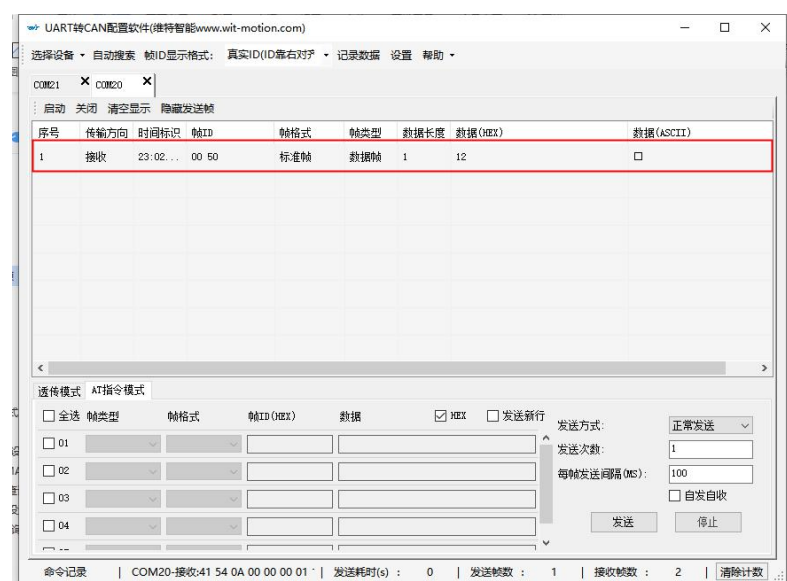 UART转CAN配置软件(维特智能www.wit-motion.com)
选择设备 自动搜索 帧ID显示格式: 真实ID(ID靠右对齐 记录数据 设置 帮助
COM21 COM20
启动 关闭 清空显示 隐藏发送帧
序号 传输方向 时间标识 帧ID 帧格式 帧类型 数据长度 数据(HEX) 数据(ASCII)
1 接收 23:02... 00 50 标准帧 数据帧 1 12
透传模式 AT指令模式
全选 帧类型 帧格式 帧ID(HEX) 数据 HEX 发送新行
发送方式: 正常发送
01 发送次数: 1
02 每帧发送间隔(MS): 100
03 自发自收
04 发送 停止
命令记录 | COM20-接收:41 54 0A 00 00 00 01 | 发送耗时(s) : 0 | 发送帧数 : 1 | 接收帧数 : 2 | 清除计数